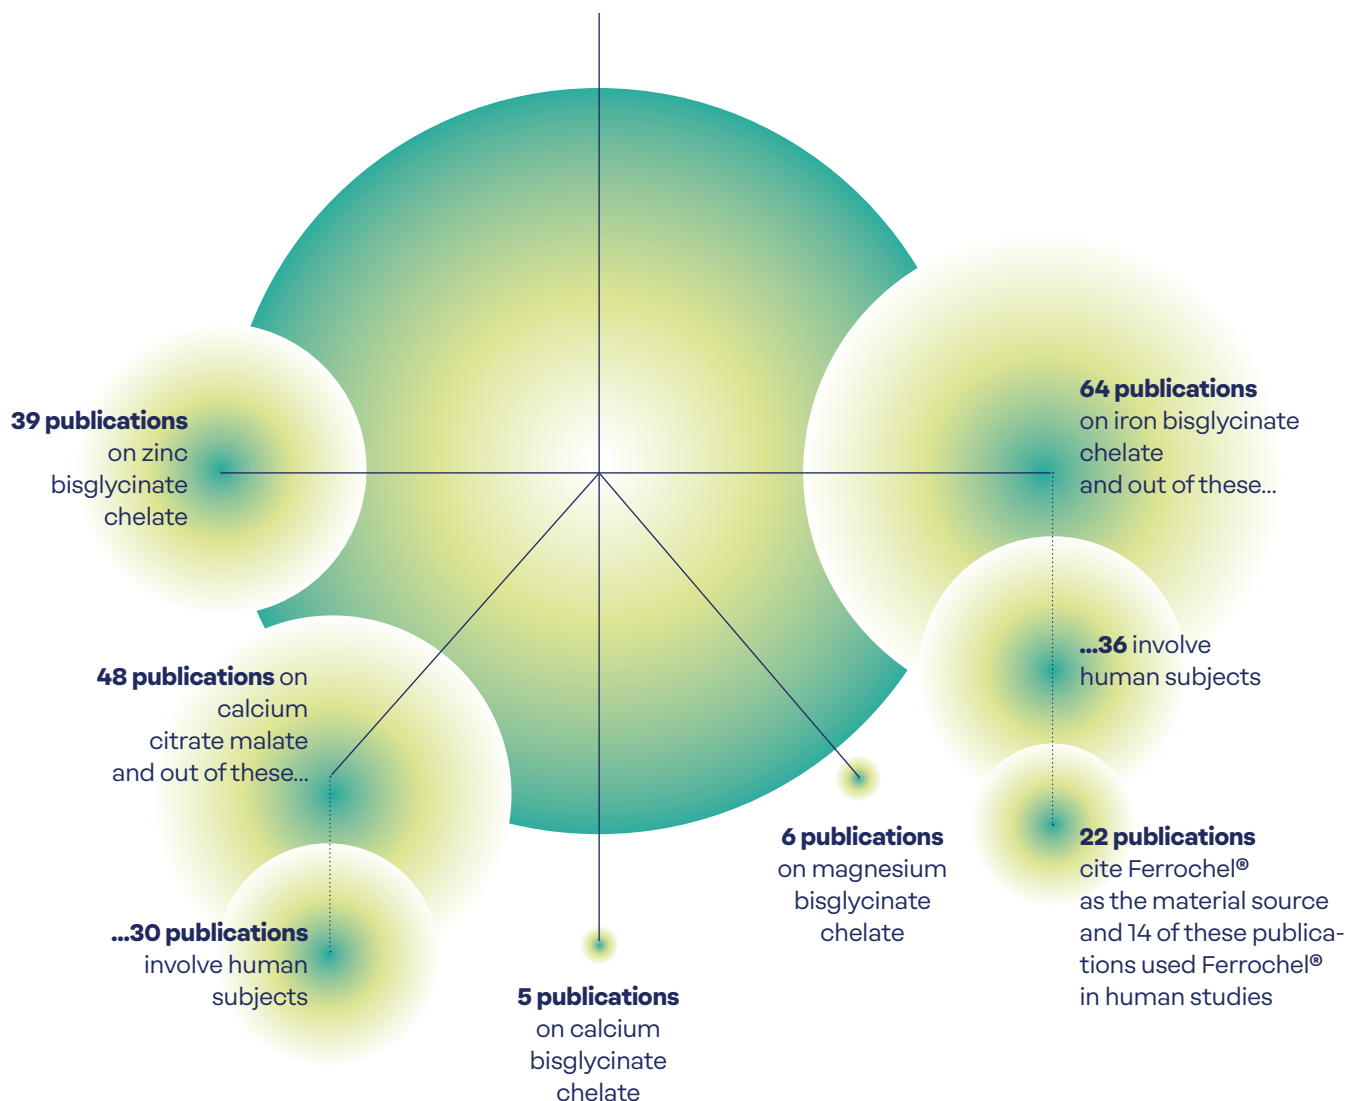 39 publications
on zinc
bisglycinate
chelate
64 publications
on iron bisglycinate
chelate
and out of these...
...36 involve
human subjects
22 publications
cite Ferrochel®
as the material source
and 14 of these publica-
tions used Ferrochel®
in human studies
48 publications on
calcium
citrate malate
and out of these...
...30 publications
involve human
subjects
5 publications
on calcium
bisglycinate
chelate
6 publications
on magnesium
bisglycinate
chelate